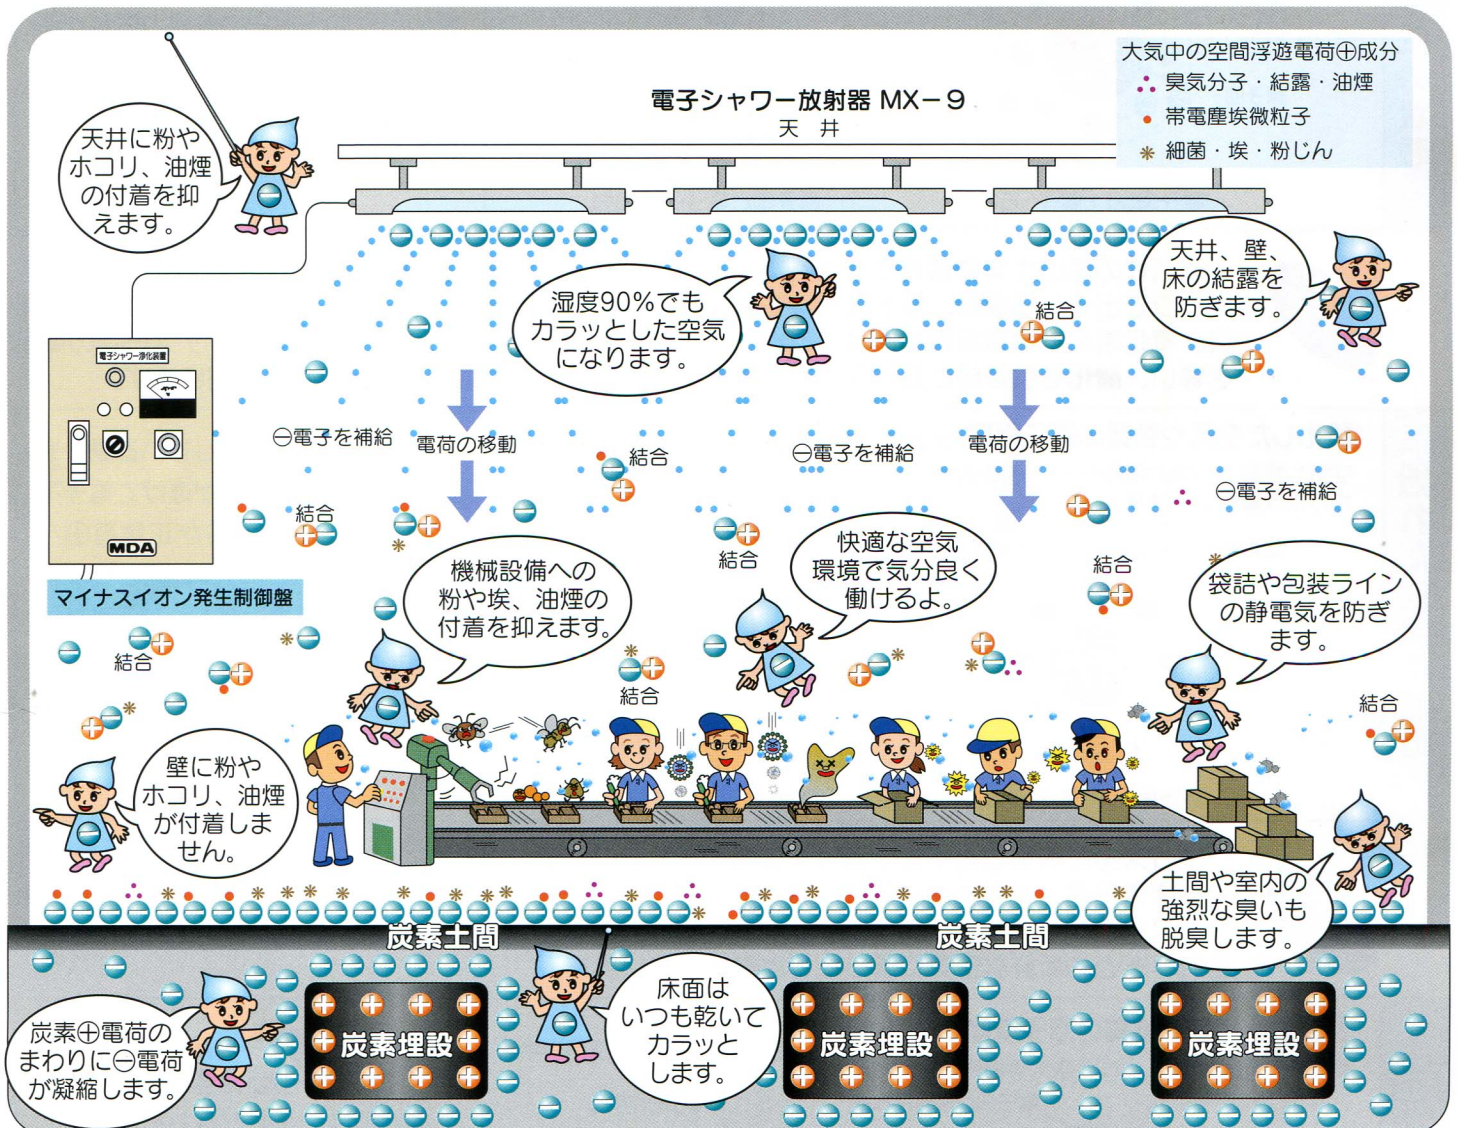 大気中の空間浮遊電荷⊕成分
臭気分子・結露・油煙
帯電塵埃微粒子
細菌・埃・粉じん
電子シャワー放射器 MX－9
天 井
天井に粉や
ホコリ、油煙
の付着を抑
えます。
湿度90%でも
カラッとした空気
になります。
天井、壁、
床の結露を
防ぎます。
結合
電子シャワー浄化装置
MDA
マイナスイオン発生制御盤
⊖電子を補給
電荷の移動
結合
⊖電子を補給
電荷の移動
⊖電子を補給
結合
結合
結合
機械設備への
粉や埃、油煙の
付着を抑えます。
快適な空気
環境で気分良く
働けるよ。
袋詰や包装ライン
の静電気を防ぎ
ます。
結合
結合
結合
壁に粉や
ホコリ、油煙
が付着しま
せん。
土間や室内の
強烈な臭いも
脱臭します。
炭素土間
炭素土間
炭素⊕電荷の
まわりに⊖電荷
が凝縮します。
炭素埋設
床面は
いつも乾いて
カラッと
します。
炭素埋設
炭素埋設